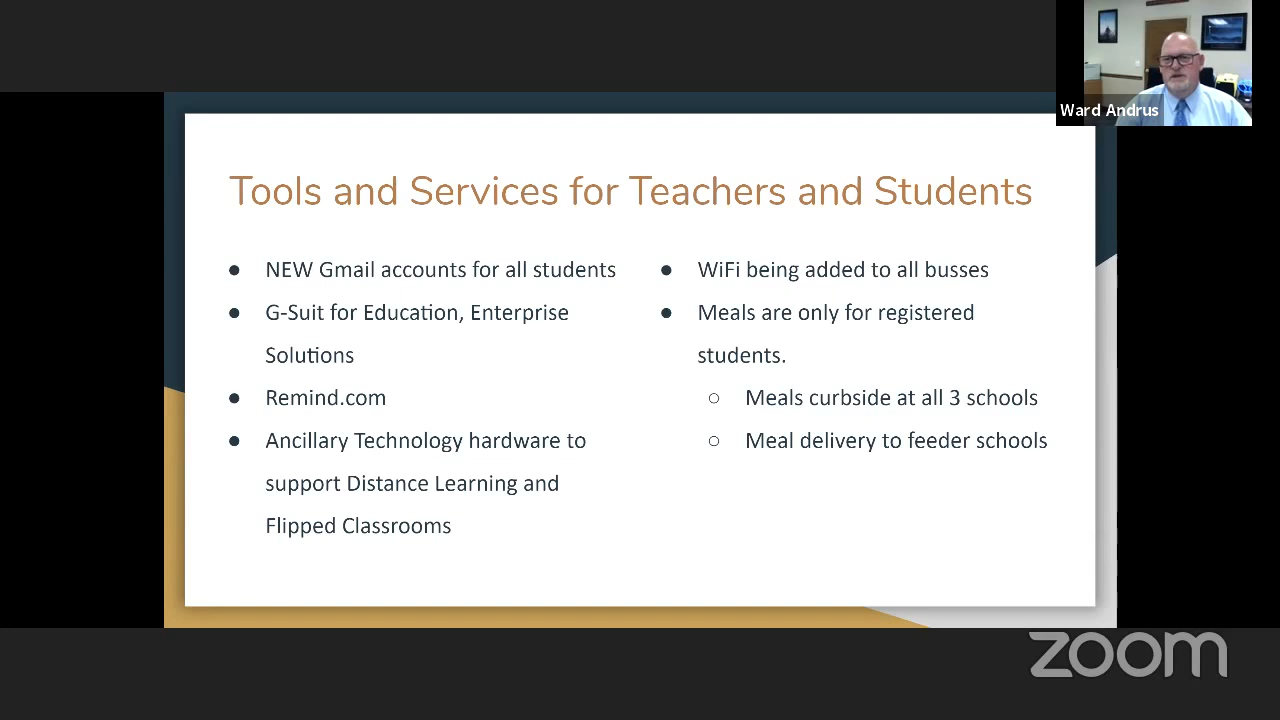 Ward Andrus
Tools and Services for Teachers and Students
● NEW Gmail accounts for all students
● G-Suit for Education, Enterprise
Solutions
● Remind.com
● Ancillary Technology hardware to
support Distance Learning and
Flipped Classrooms
● WiFi being added to all busses
● Meals are only for registered
students.
○ Meals curbside at all 3 schools
○ Meal delivery to feeder schools
zoom